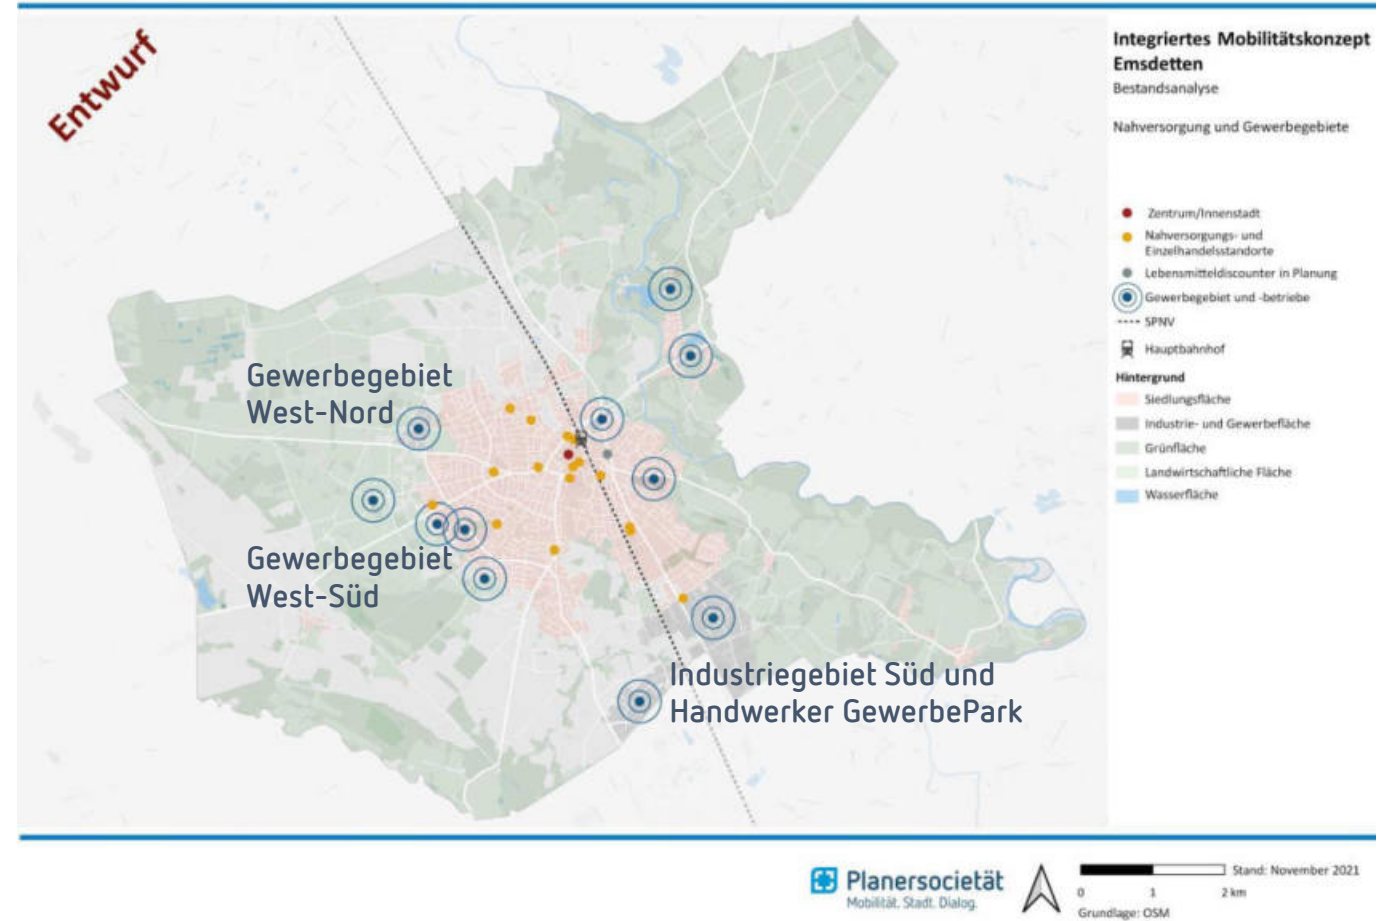 Entwurf
Integriertes Mobilitätskonzept
Emsdetten
Bestandsanalyse
Nahversorgung und Gewerbegebiete
Zentrum/Innenstadt
Nahversorgungs- und
Einzelhandelsstandorte
Lebensmitteldiscounter in Planung
Gewerbegebiet und -betriebe
SPNV
Hauptbahnhof
Hintergrund
Siedlungsfläche
Industrie- und Gewerbefläche
Grünfläche
Landwirtschaftliche Fläche
Wasserfläche
Gewerbegebiet
West-Nord
Gewerbegebiet
West-Süd
Industriegebiet Süd und
Handwerker GewerbePark
Planersocietät
Mobilität. Stadt. Dialog.
Stand: November 2021
0 1 2 km
Grundlage: OSM